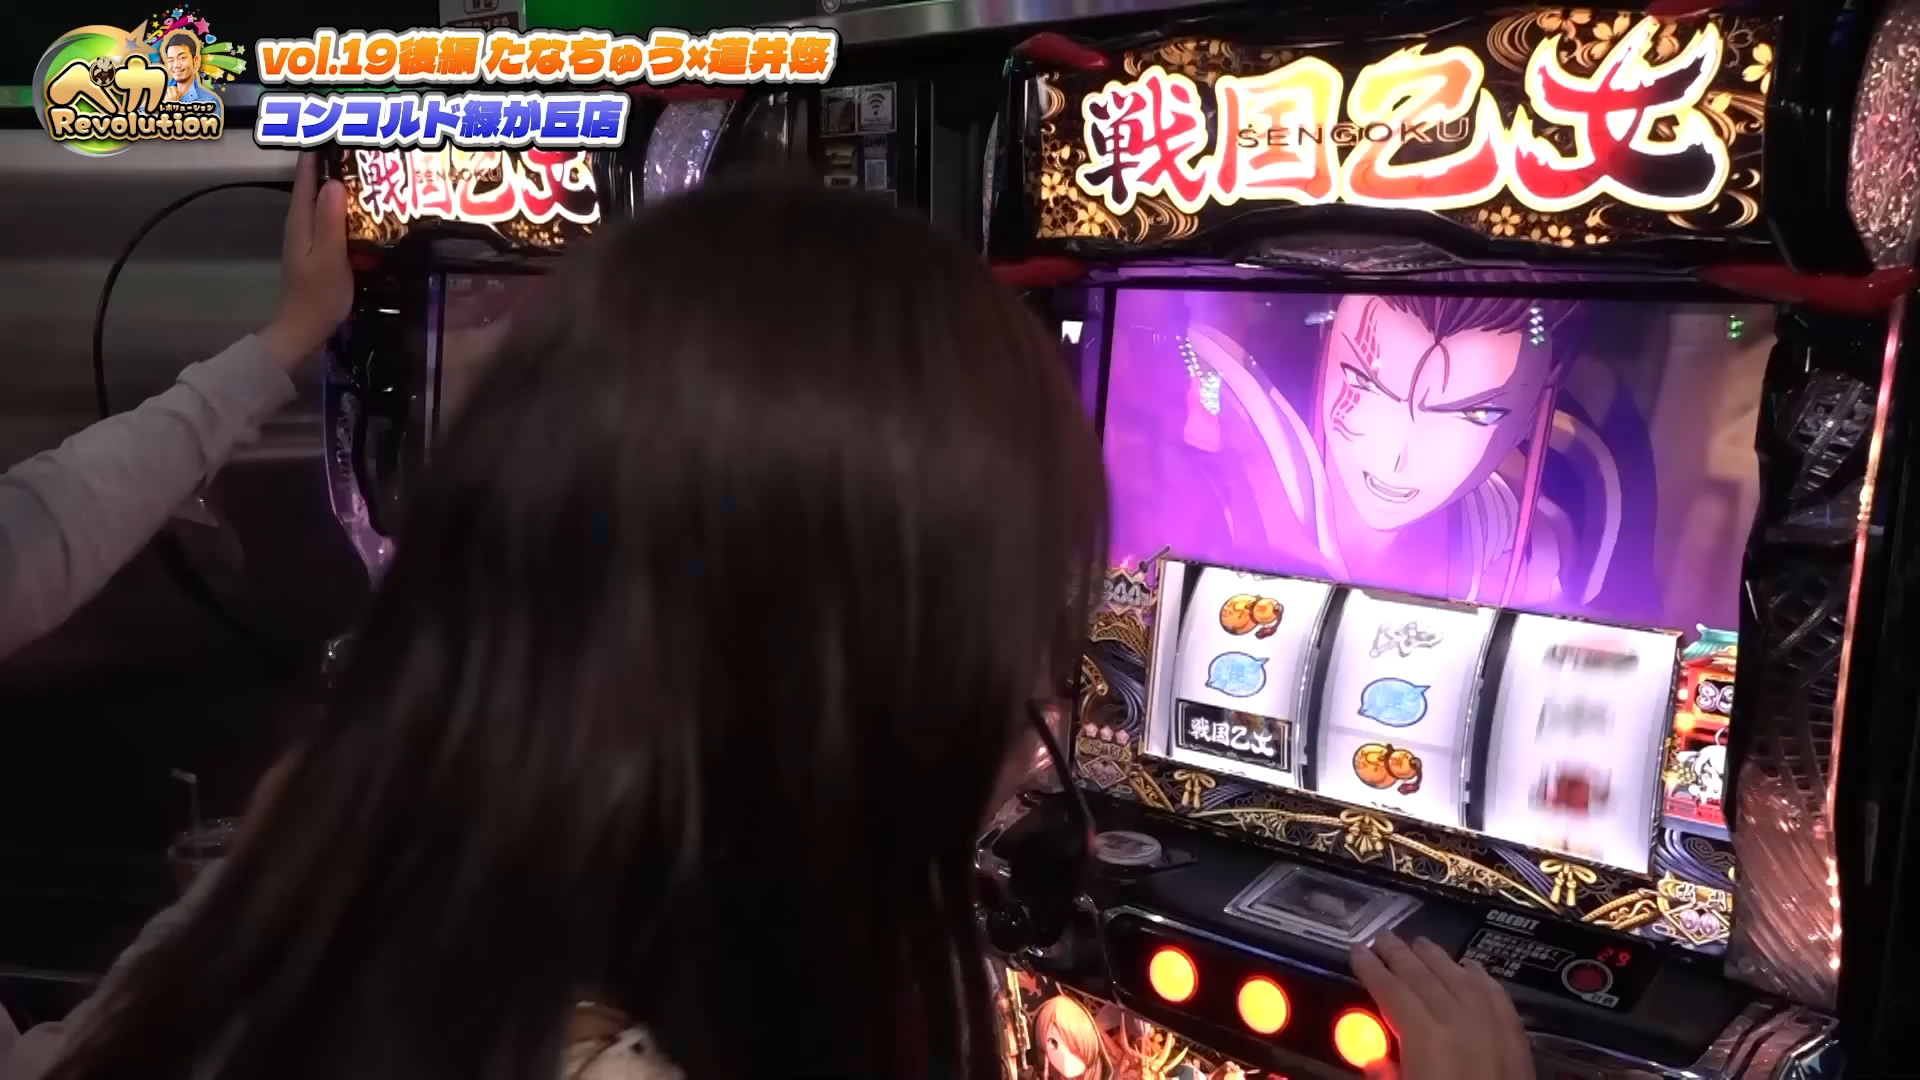 ペカ
レボリューション
Revolution
vol.19後編 たなちゅう×道井悠
コンコルド緑が丘店
戦国乙女
SENGOKU
戦国乙女
SENGOKU
戦国乙女
CREDIT
29